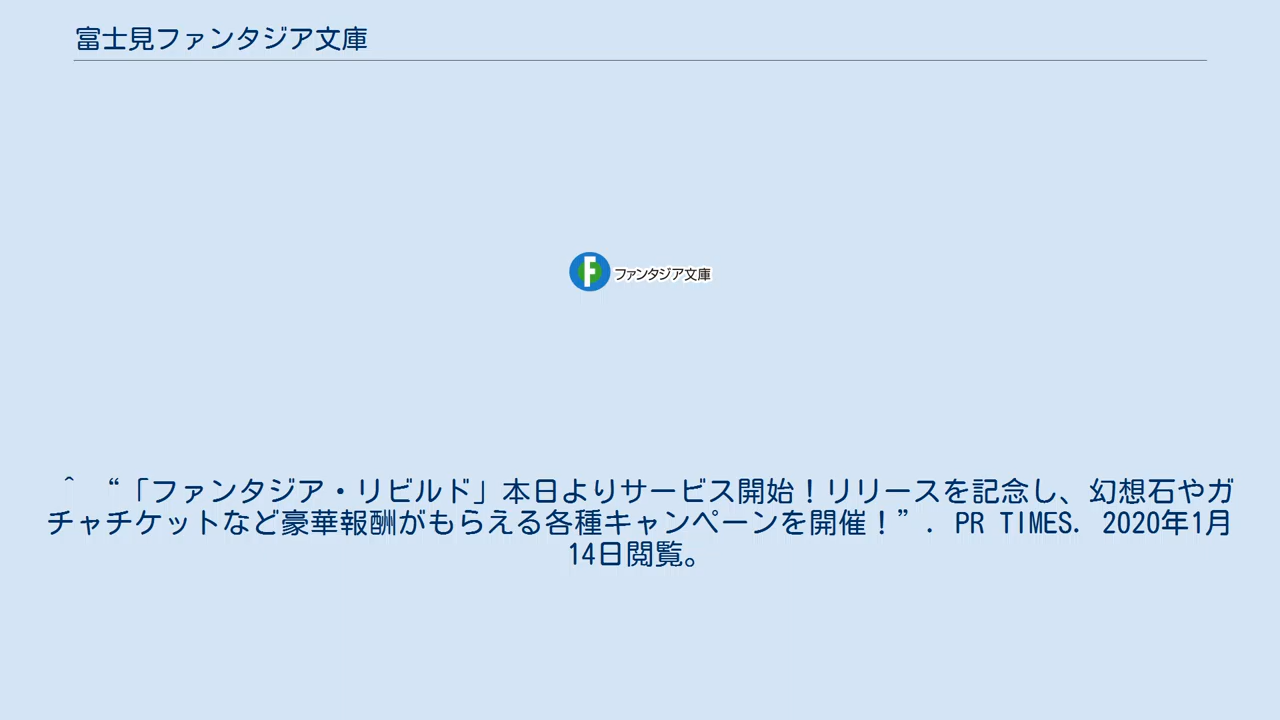 富士見ファンタジア文庫
F ファンタジア文庫
^ “「ファンタジア・リビルド」本日よりサービス開始！リリースを記念し、幻想石やガ
チャチケットなど豪華報酬がもらえる各種キャンペーンを開催！”. PR TIMES. 2020年1月
14日閲覧。